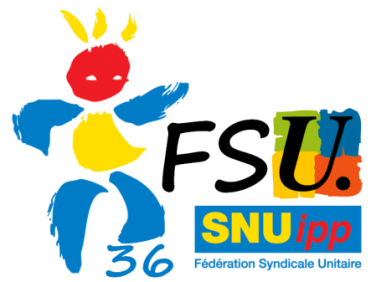 FSU.
SNUipp
36
Fédération Syndicale Unitaire